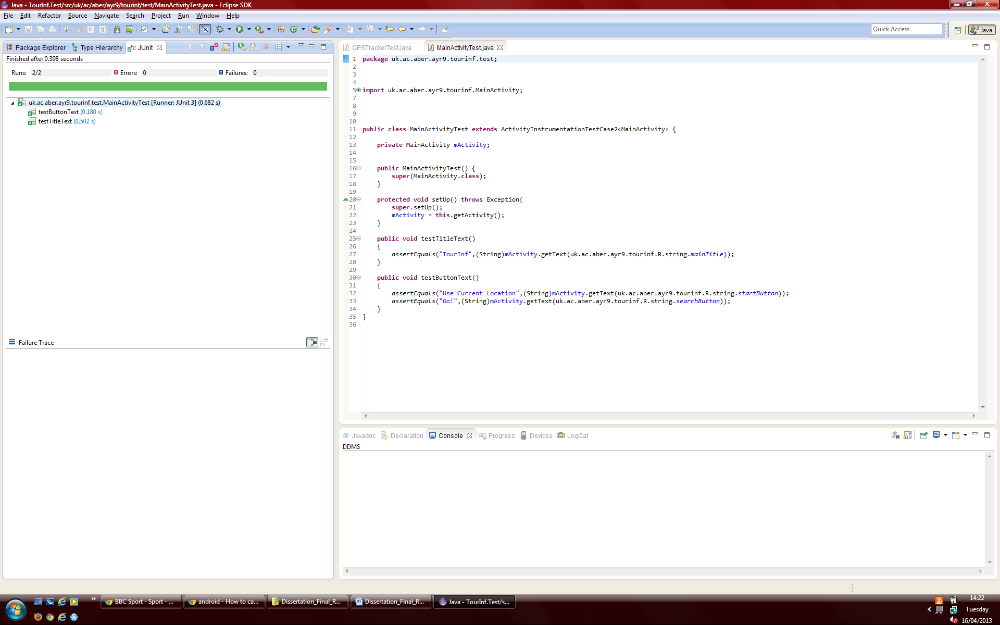 Java - TourInf.Test/src/uk/ac/aber/ayr9/tourinf/test/MainActivityTest.java - Eclipse SDK
File Edit Refactor Source Navigate Search Project Run Window Help
Quick Access
Java
Package Explorer Type Hierarchy JUnit
Finished after 0.398 seconds
Runs: 2/2 Errors: 0 Failures: 0
uk.ac.aber.ayr9.tourinf.test.MainActivityTest [Runner: JUnit 3] (0.682 s)
testButtonText (0.180 s)
testTitleText (0.502 s)
Failure Trace
GPSTrackerTest.java MainActivityTest.java
1 package uk.ac.aber.ayr9.tourinf.test;
2
3
4
5 import uk.ac.aber.ayr9.tourinf.MainActivity;
7
8
9
10
11 public class MainActivityTest extends ActivityInstrumentationTestCase2<MainActivity> {
12
13 private MainActivity mActivity;
14
15
16 public MainActivityTest() {
17 super(MainActivity.class);
18 }
19
20 protected void setUp() throws Exception{
21 super.setUp();
22 mActivity = this.getActivity();
23 }
24
25 public void testTitleText()
26 {
27 assertEquals("TourInf",(String)mActivity.getText(uk.ac.aber.ayr9.tourinf.R.string.mainTitle));
28 }
29
30 public void testButtonText()
31 {
32 assertEquals("Use Current Location",(String)mActivity.getText(uk.ac.aber.ayr9.tourinf.R.string.startButton));
33 assertEquals("Go!",(String)mActivity.getText(uk.ac.aber.ayr9.tourinf.R.string.searchButton));
34 }
35 }
36
@ Javadoc Declaration Console Progress Devices LogCat
DDMS
BBC Sport - Sport - ... android - How to ca... Dissertation_Final_R... Dissertation_Final_R... Java - TourInf.Test/s...
14:22
Tuesday
16/04/2013